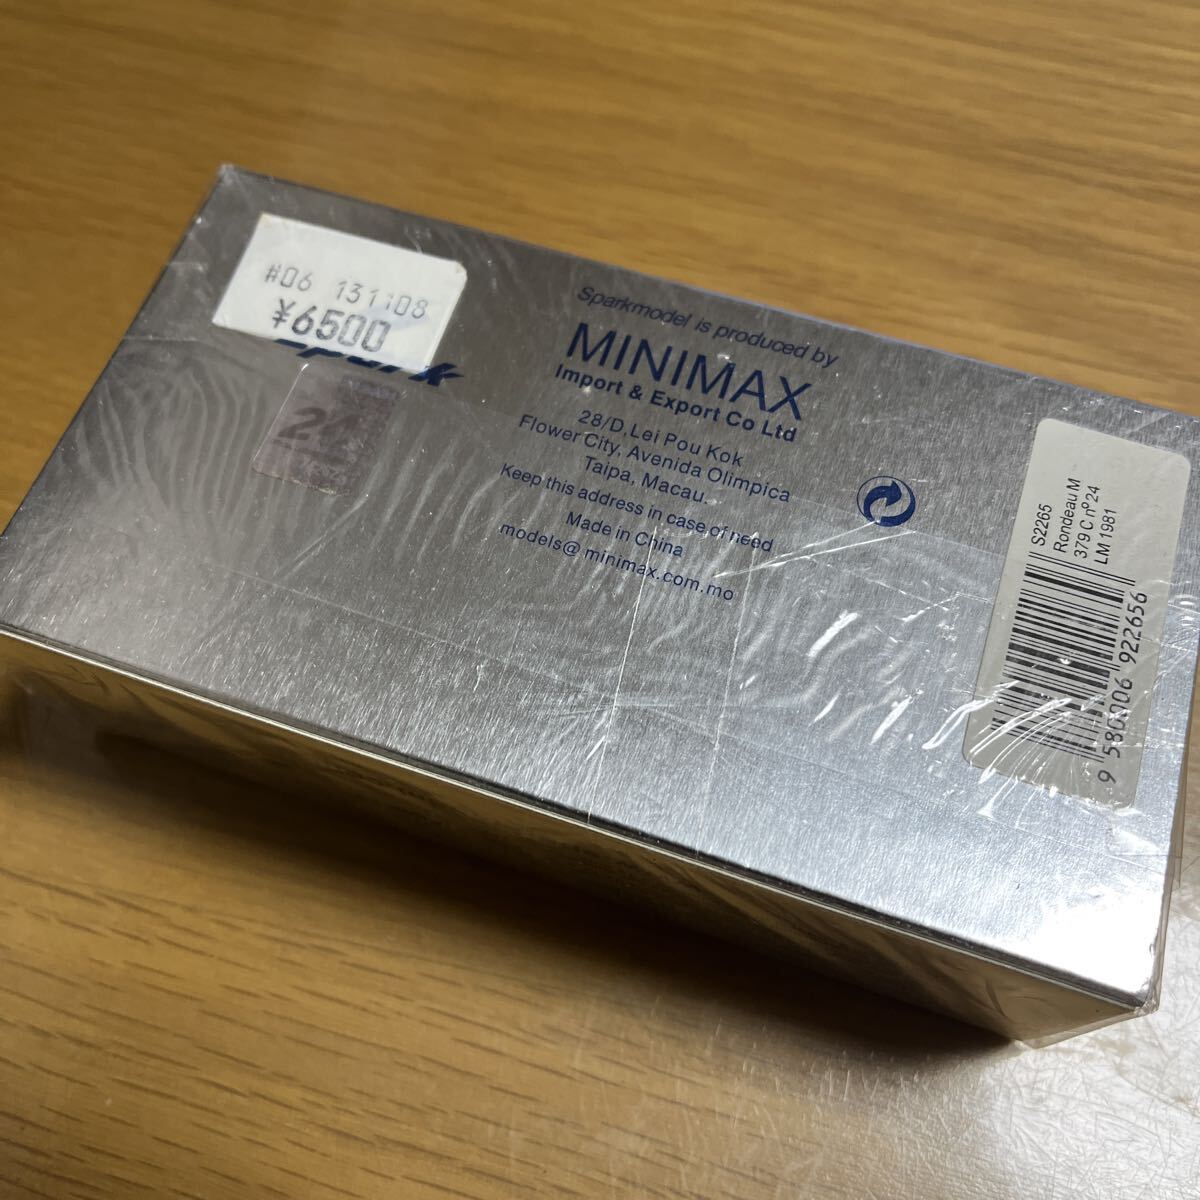 #06 131108
¥6500
Spark
24
Sparkmodel is produced by
MINIMAX
Import & Export Co Ltd
28/D, Lei Pou Kok
Flower City, Avenida Olimpica
Taipa, Macau.
Keep this address in case of need
Made in China
models@minimax.com.mo
S2265
Rondeau M
379 C nº24
LM 1981
9 580006 922656